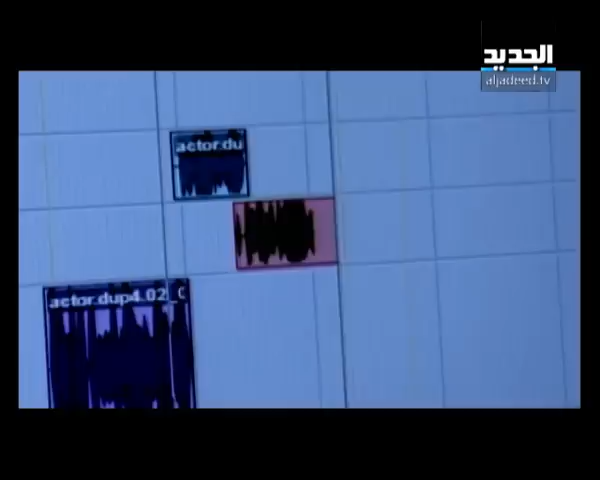 الجديد
aljadeed.tv
actor.du
actor.dup4.02_C